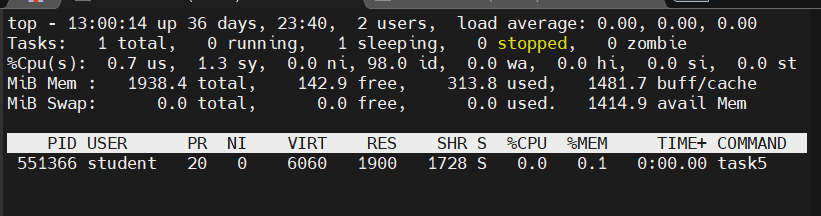 top - 13:00:14 up 36 days, 23:40,  2 users,  load average: 0.00, 0.00, 0.00
Tasks:   1 total,   0 running,   1 sleeping,   0 stopped,   0 zombie
%Cpu(s):  0.7 us,  1.3 sy,  0.0 ni, 98.0 id,  0.0 wa,  0.0 hi,  0.0 si,  0.0 st
MiB Mem :   1938.4 total,    142.9 free,    313.8 used,   1481.7 buff/cache
MiB Swap:      0.0 total,      0.0 free,      0.0 used.   1414.9 avail Mem
PID USER      PR  NI    VIRT    RES    SHR S  %CPU  %MEM     TIME+ COMMAND
551366 student   20   0    6060   1900   1728 S   0.0   0.1   0:00.00 task5